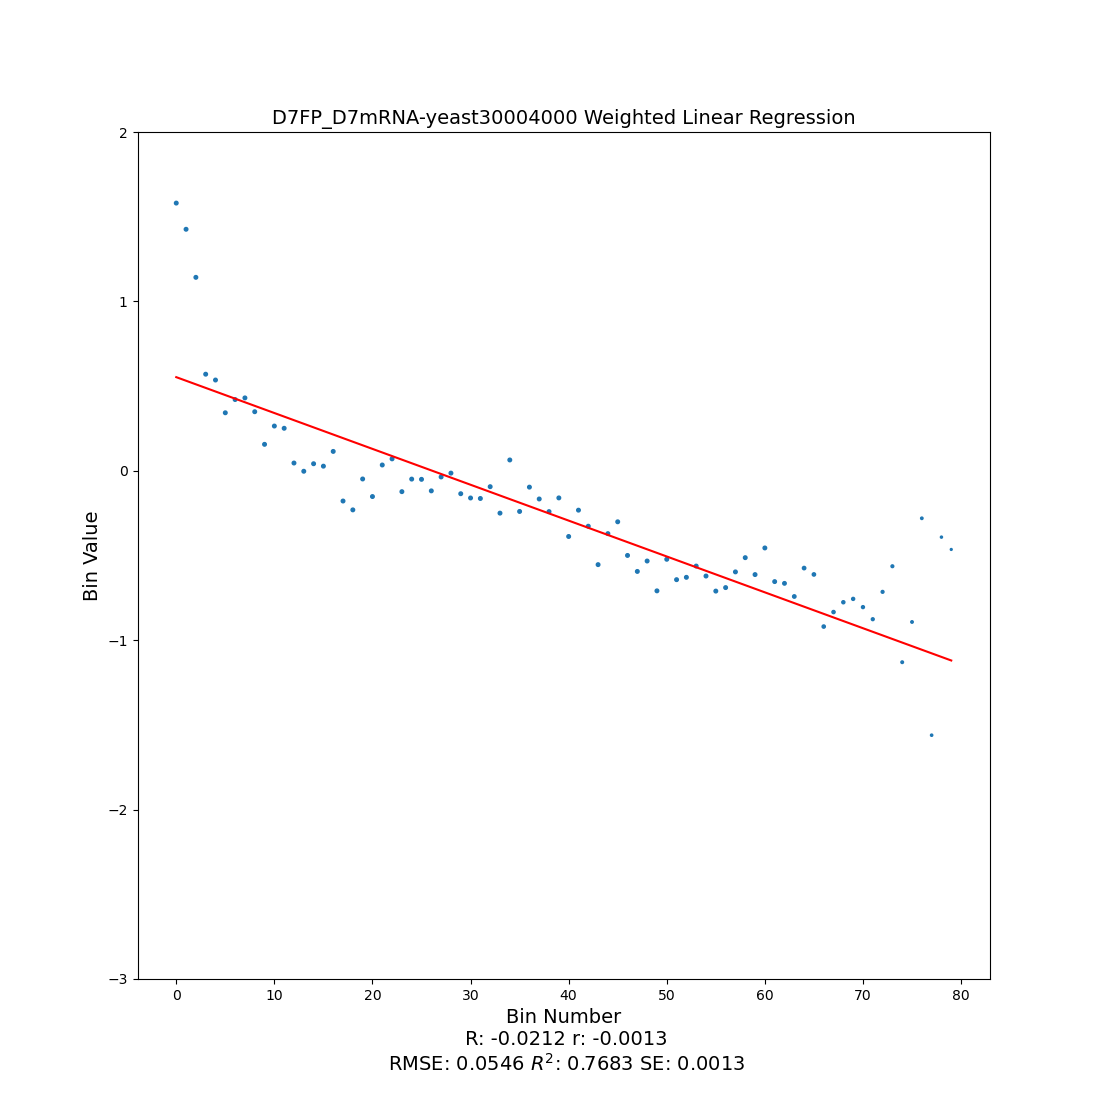 D7FP_D7mRNA-yeast30004000 Weighted Linear Regression
2
1
0
−1
−2
−3
Bin Value
0 10 20 30 40 50 60 70 80
Bin Number
R: -0.0212 r: -0.0013
RMSE: 0.0546 R²: 0.7683 SE: 0.0013